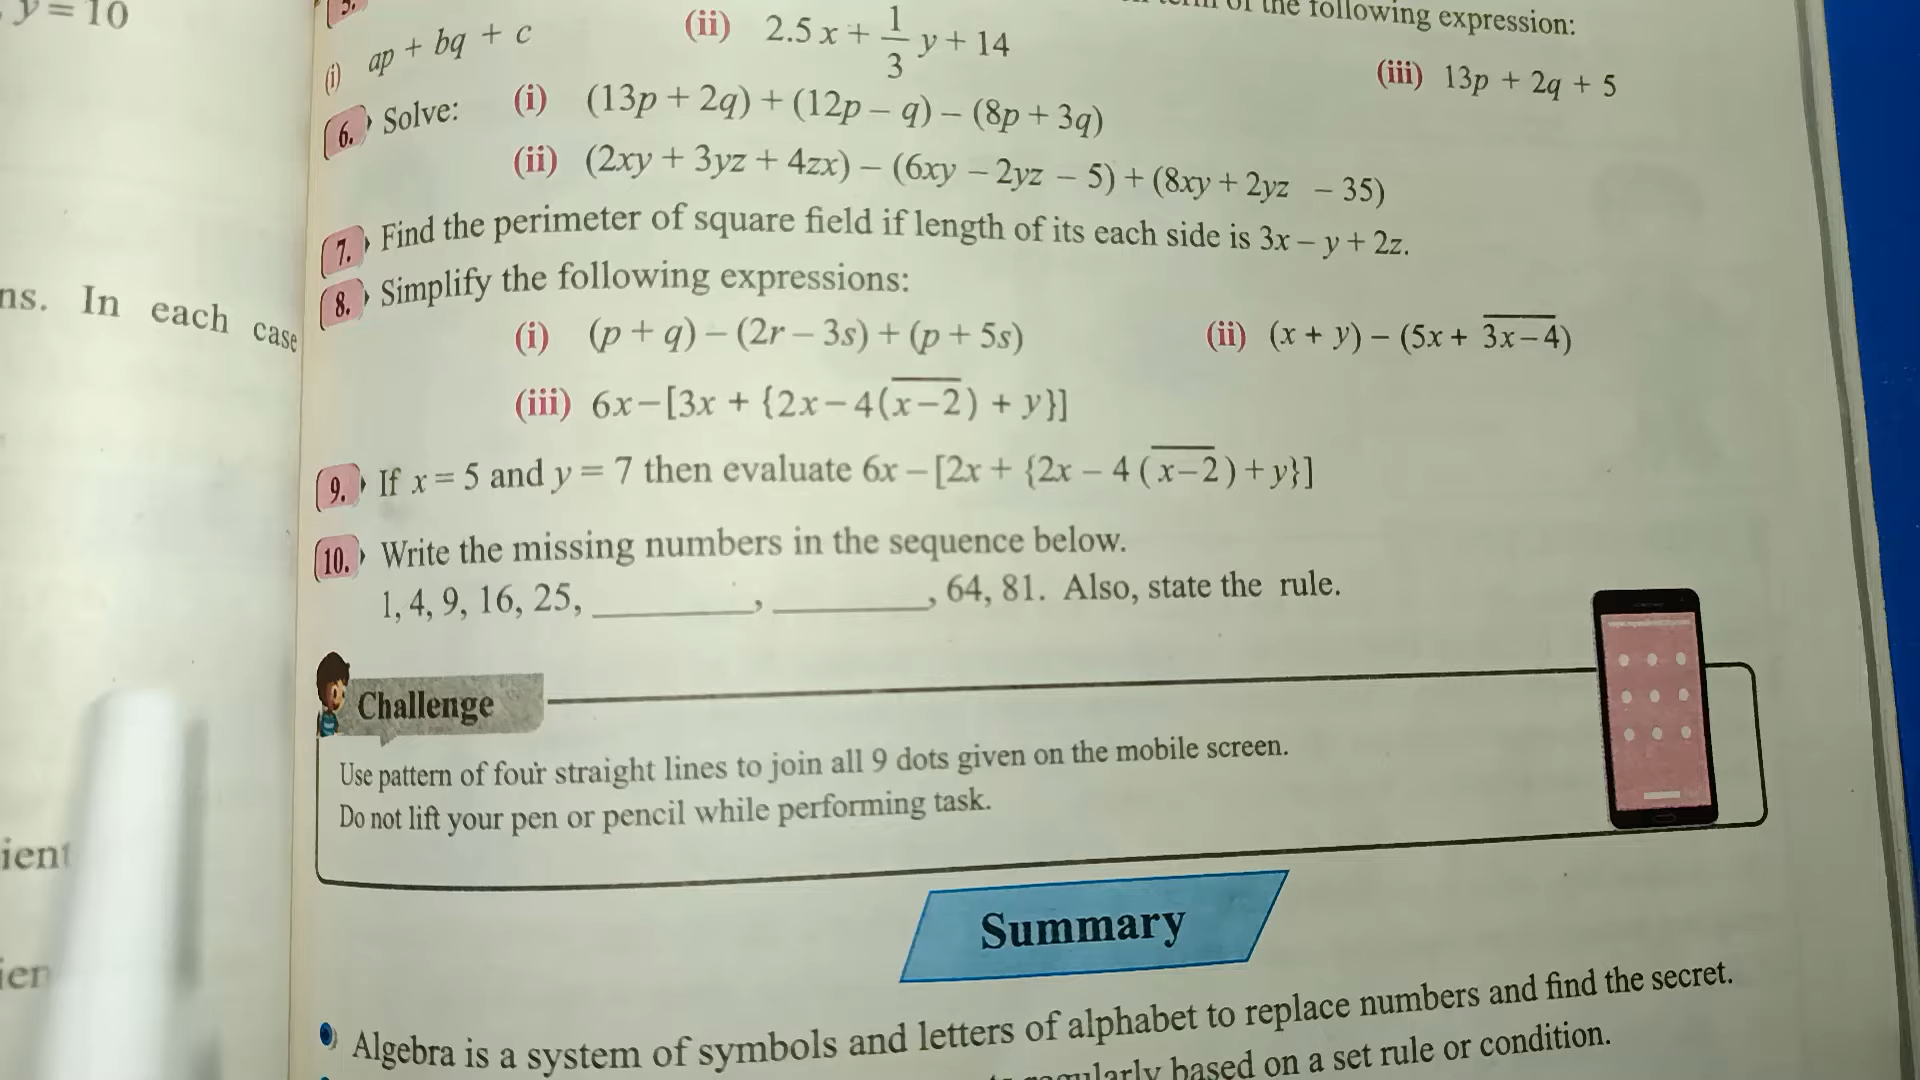 y = 10
ns. In each case
ient
ien
5. of the following expression:
(i) ap + bq + c (ii) 2.5x + 1/3 y + 14 (iii) 13p + 2q + 5
6. Solve: (i) (13p + 2q) + (12p – q) – (8p + 3q)
(ii) (2xy + 3yz + 4zx) – (6xy – 2yz – 5) + (8xy + 2yz – 35)
7. Find the perimeter of square field if length of its each side is 3x – y + 2z.
8. Simplify the following expressions:
(i) (p + q) – (2r – 3s) + (p + 5s) (ii) (x + y) – (5x + \overline{3x – 4})
(iii) 6x – [3x + {2x – 4(\overline{x – 2}) + y}]
9. If x = 5 and y = 7 then evaluate 6x – [2x + {2x – 4 (\overline{x – 2}) + y}]
10. Write the missing numbers in the sequence below.
1, 4, 9, 16, 25, ________, ________, 64, 81. Also, state the rule.
Challenge
Use pattern of four straight lines to join all 9 dots given on the mobile screen.
Do not lift your pen or pencil while performing task.
Summary
Algebra is a system of symbols and letters of alphabet to replace numbers and find the secret.
based on a set rule or condition.